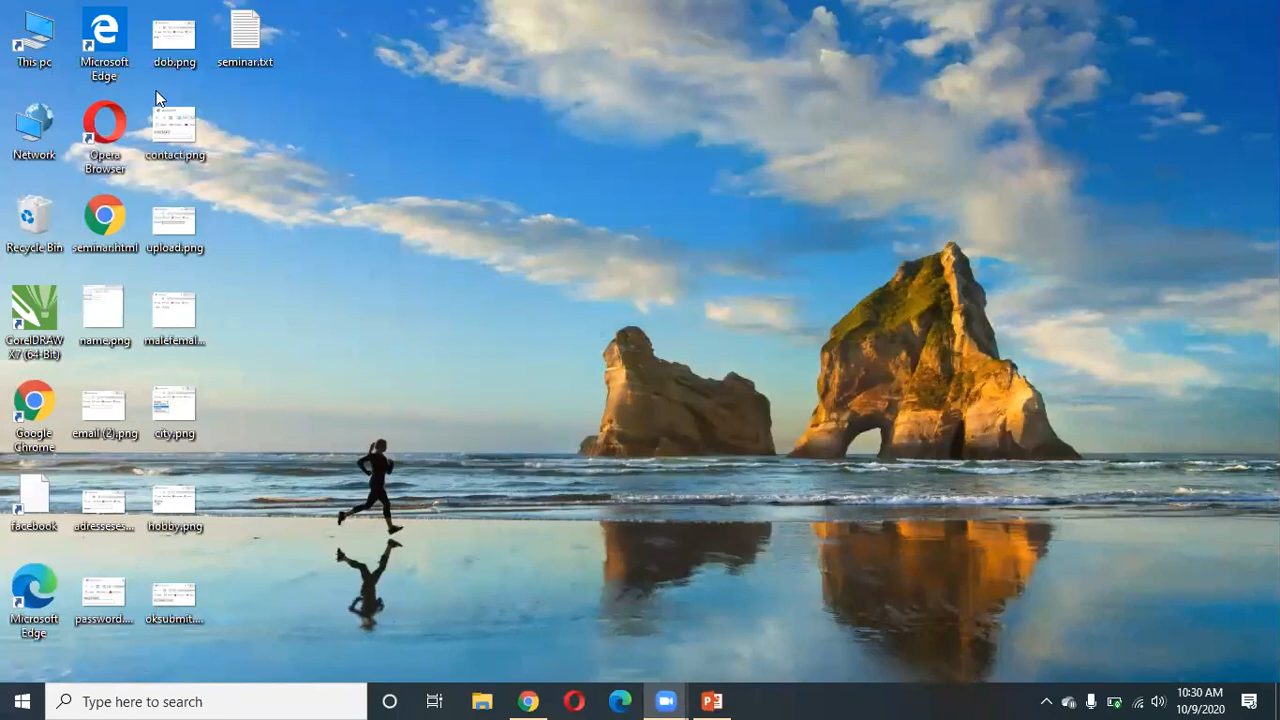 This pc
Microsoft
Edge
dob.png
seminar.txt
Network
Opera
Browser
contact.png
Recycle Bin
seminar.html
upload.png
CorelDRAW
X7 (64-Bit)
name.png
malefemal...
Google
Chrome
email (2).png
city.png
facebook
adresseses...
hobby.png
Microsoft
Edge
password....
oksubmit....
Type here to search
10:30 AM
10/9/2020